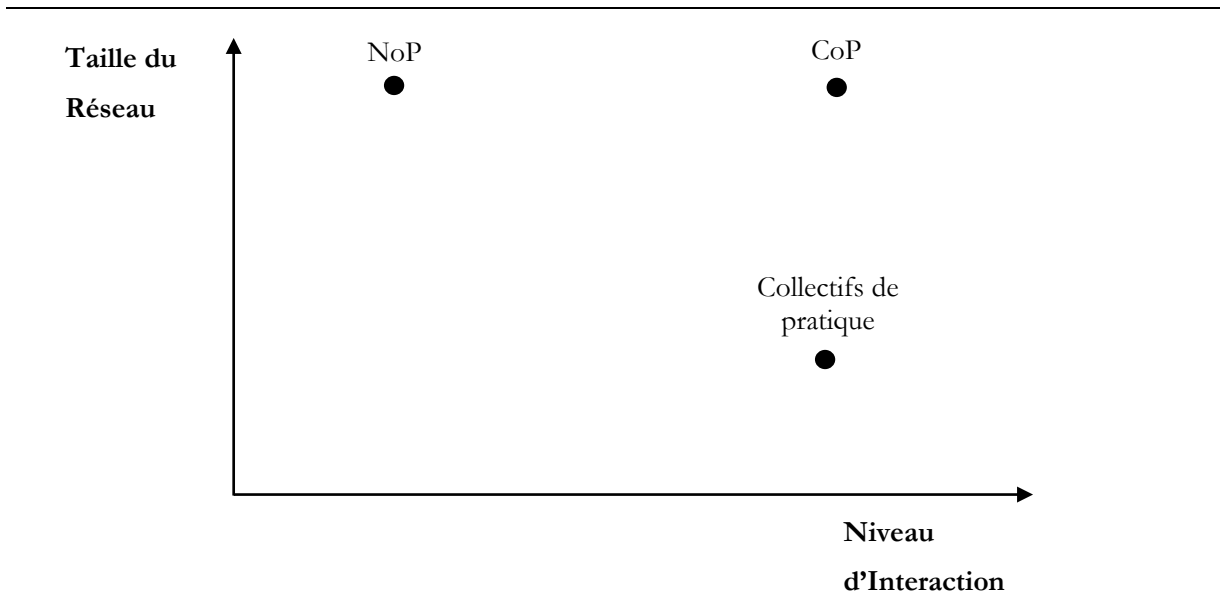 Taille du
Réseau
NoP
CoP
Collectifs de
pratique
Niveau
d’Interaction